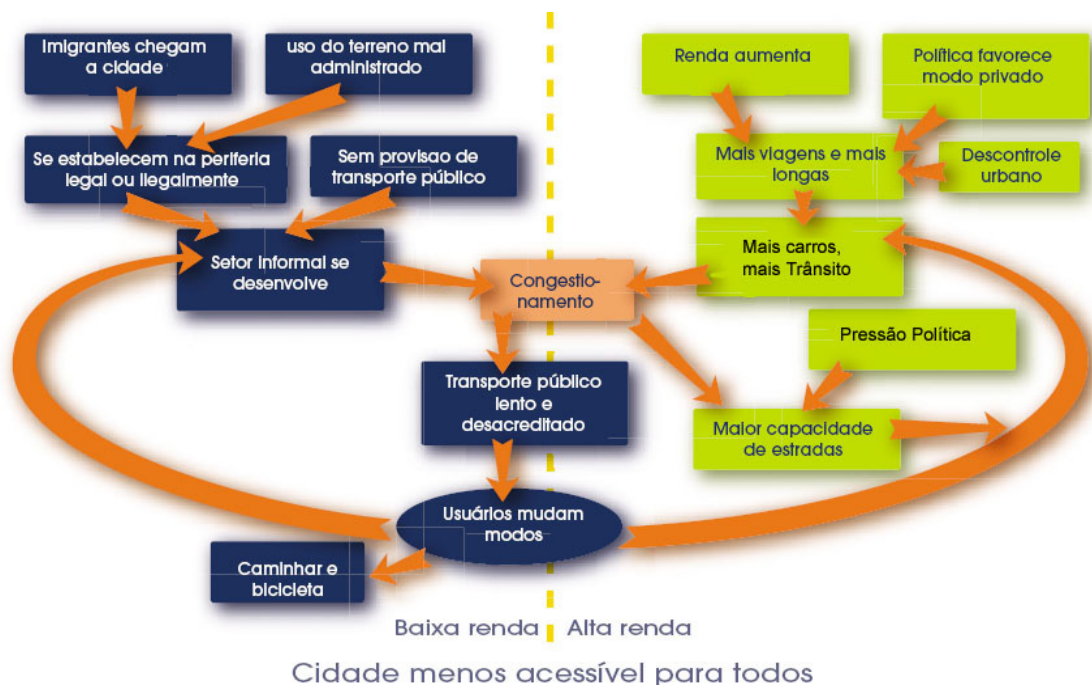 Imigrantes chegam
a cidade
uso do terreno mal
administrado
Renda aumenta
Política favorece
modo privado
Se estabelecem na periferia
legal ou ilegalmente
Sem provisao de
transporte público
Mais viagens e mais
longas
Descontrole
urbano
Setor Informal se
desenvolve
Congestio-
namento
Mais carros,
mais Trânsito
Pressão Política
Transporte público
lento e
desacreditado
Maior capacidade
de estradas
Usuários mudam
modos
Caminhar e
bicicleta
Baixa renda
Alta renda
Cidade menos acessível para todos